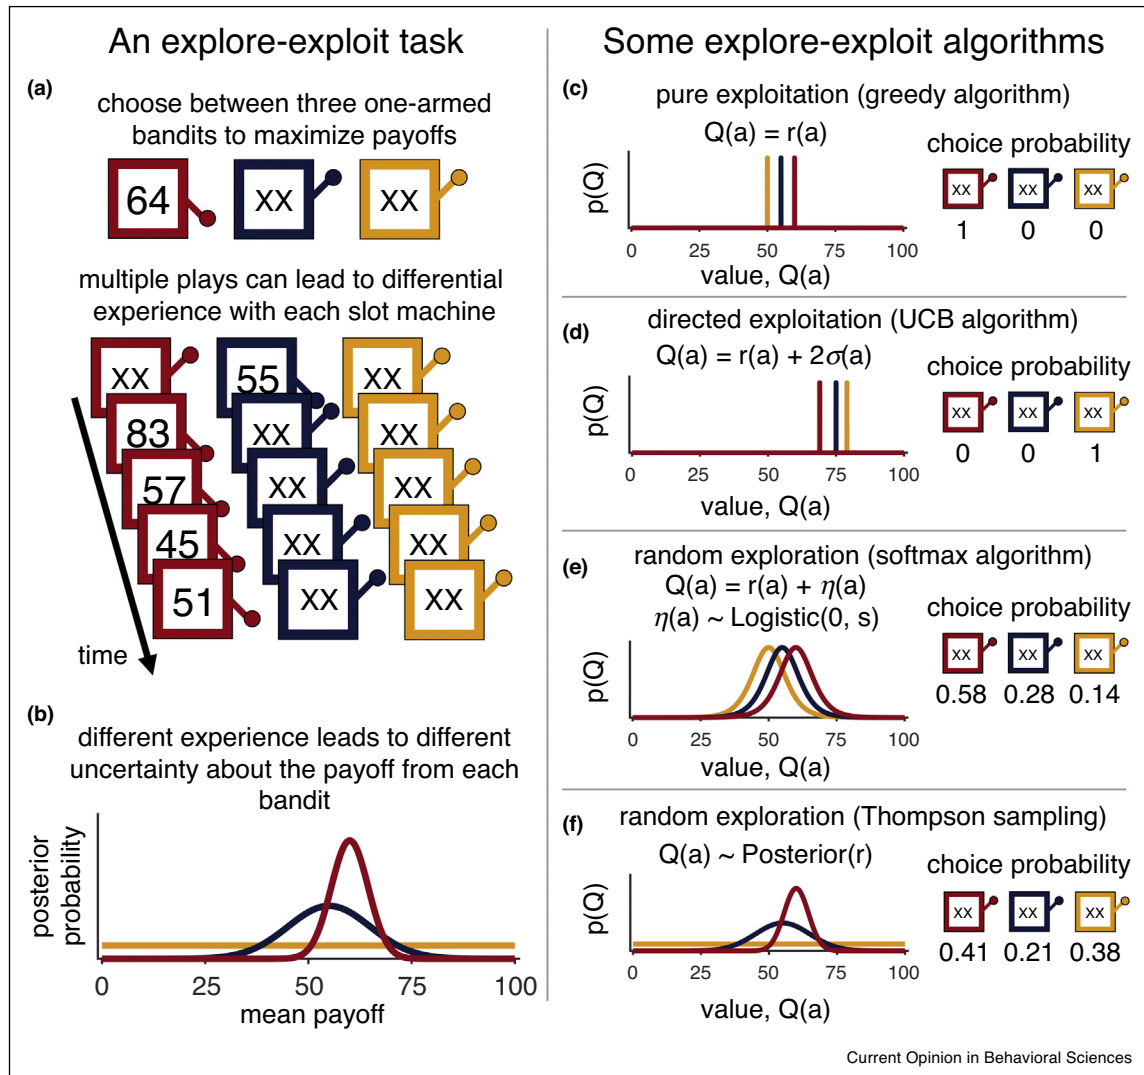 An explore-exploit task
(a)
choose between three one-armed
bandits to maximize payoffs
64 xx xx
multiple plays can lead to differential
experience with each slot machine
xx 55 xx
83 xx xx
57 xx xx
45 xx xx
51 xx xx
time
(b)
different experience leads to different
uncertainty about the payoff from each
bandit
posterior
probability
0 25 50 75 100
mean payoff
Some explore-exploit algorithms
(c)
pure exploitation (greedy algorithm)
Q(a) = r(a)
p(Q)
0 25 50 75 100
value, Q(a)
choice probability
xx xx xx
1 0 0
(d)
directed exploitation (UCB algorithm)
Q(a) = r(a) + 2σ(a)
p(Q)
0 25 50 75 100
value, Q(a)
choice probability
xx xx xx
0 0 1
(e)
random exploration (softmax algorithm)
Q(a) = r(a) + η(a)
η(a) ~ Logistic(0, s)
p(Q)
0 25 50 75 100
value, Q(a)
choice probability
xx xx xx
0.58 0.28 0.14
(f)
random exploration (Thompson sampling)
Q(a) ~ Posterior(r)
p(Q)
0 25 50 75 100
value, Q(a)
choice probability
xx xx xx
0.41 0.21 0.38
Current Opinion in Behavioral Sciences